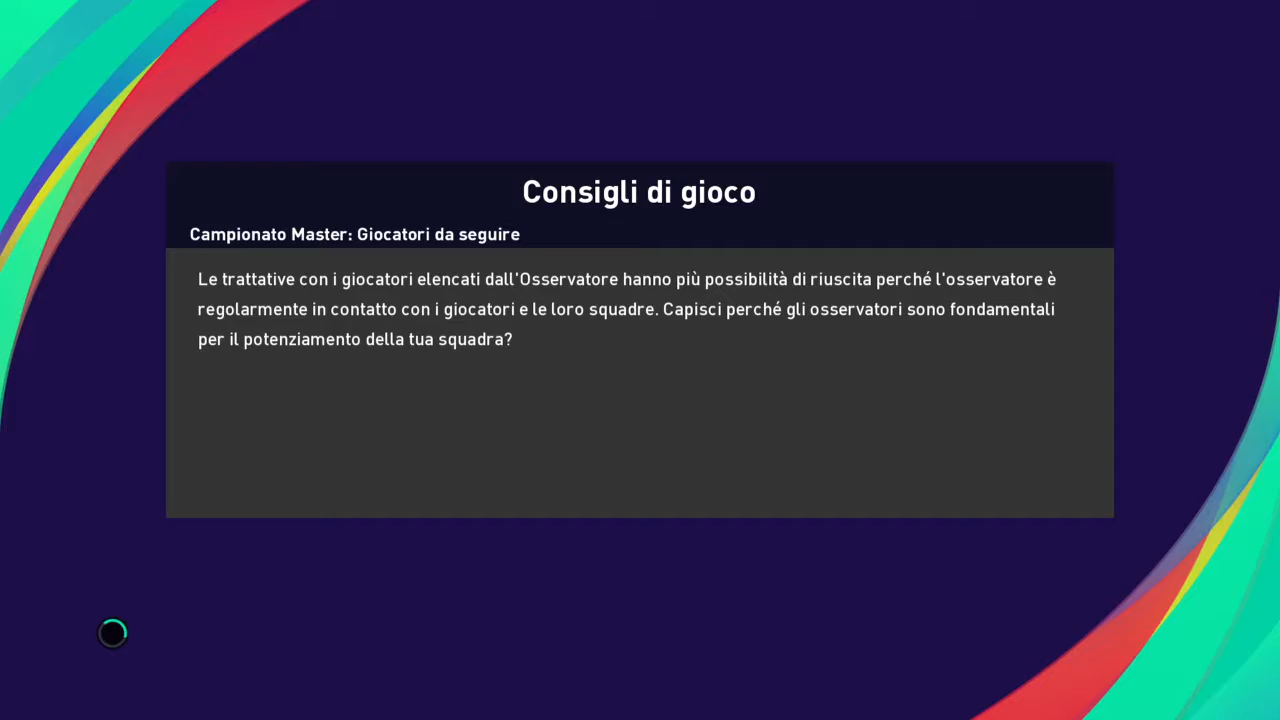 Consigli di gioco
Campionato Master: Giocatori da seguire
Le trattative con i giocatori elencati dall'Osservatore hanno più possibilità di riuscita perché l'osservatore è
regolarmente in contatto con i giocatori e le loro squadre. Capisci perché gli osservatori sono fondamentali
per il potenziamento della tua squadra?